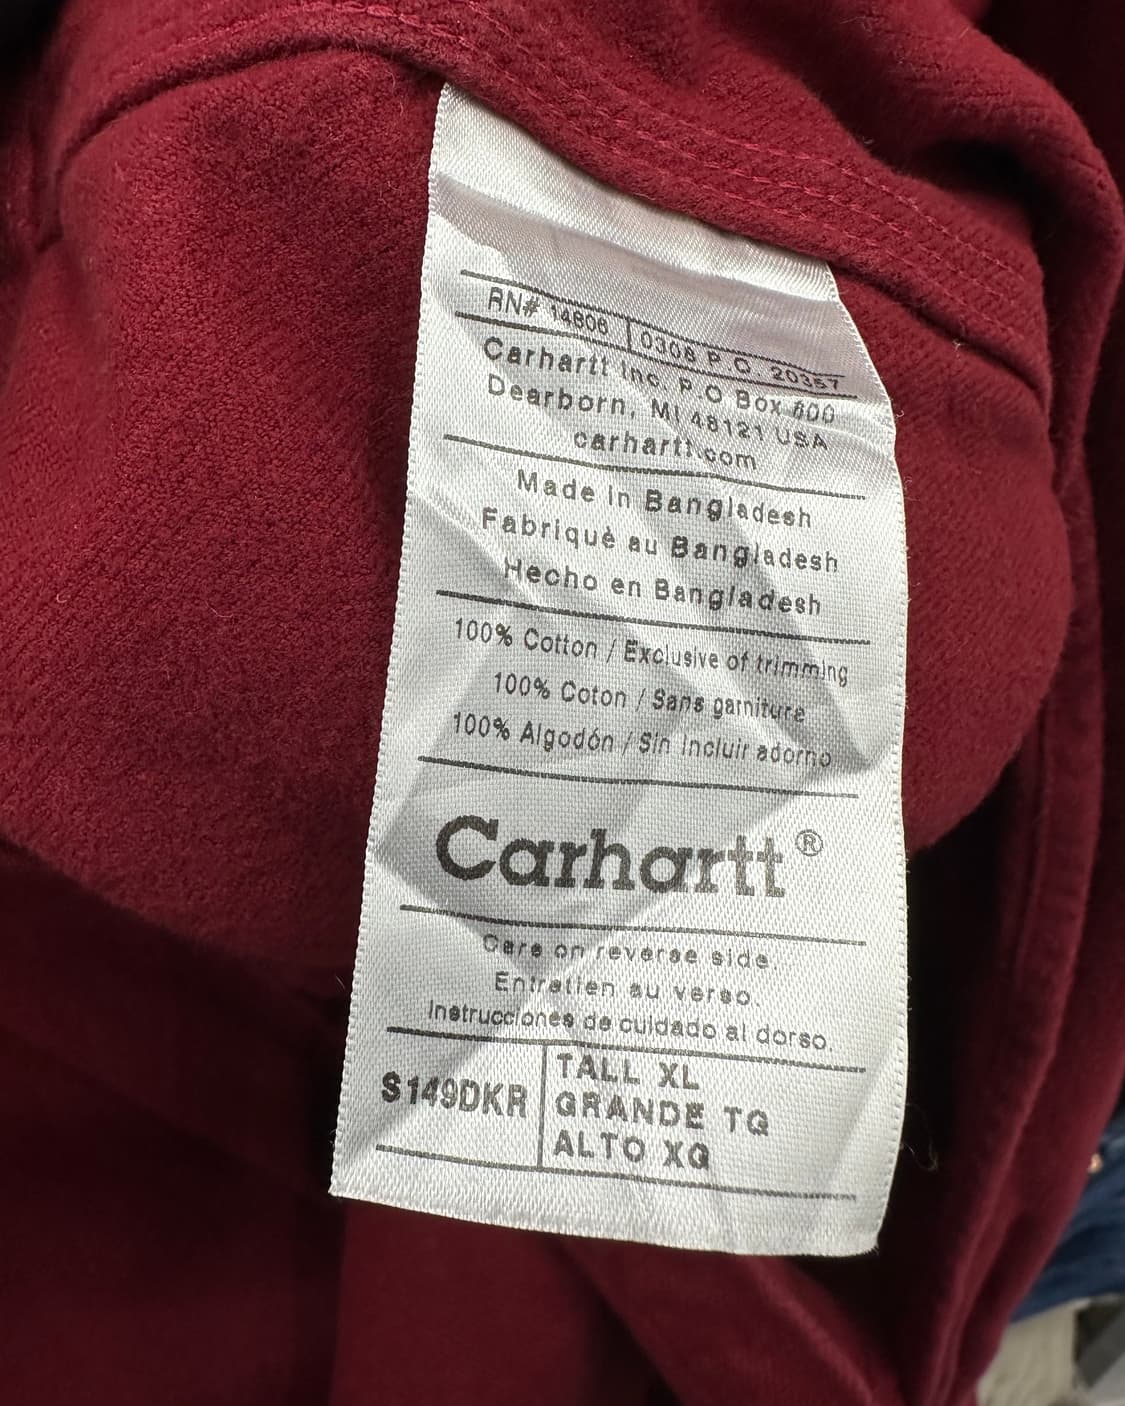 RN# 14806 | 0308 P.O. 20357
Carhartt Inc. P.O Box 600
Dearborn, MI 48121 USA
carhartt.com
Made in Bangladesh
Fabriqué au Bangladesh
Hecho en Bangladesh
100% Cotton / Exclusive of trimming
100% Coton / Sans garniture
100% Algodón / Sin incluir adorno
Carhartt®
Care on reverse side.
Entretien au verso.
Instrucciones de cuidado al dorso.
S149DKR
TALL XL
GRANDE TG
ALTO XG